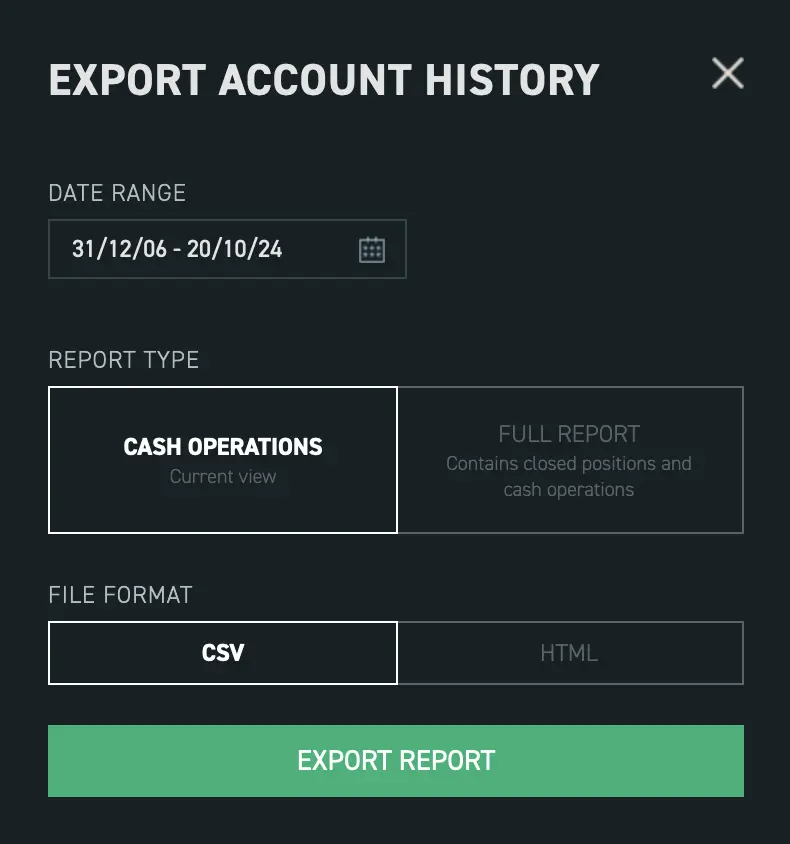 EXPORT ACCOUNT HISTORY
DATE RANGE
31/12/06 - 20/10/24
REPORT TYPE
CASH OPERATIONS
Current view
FULL REPORT
Contains closed positions and
cash operations
FILE FORMAT
CSV
HTML
EXPORT REPORT